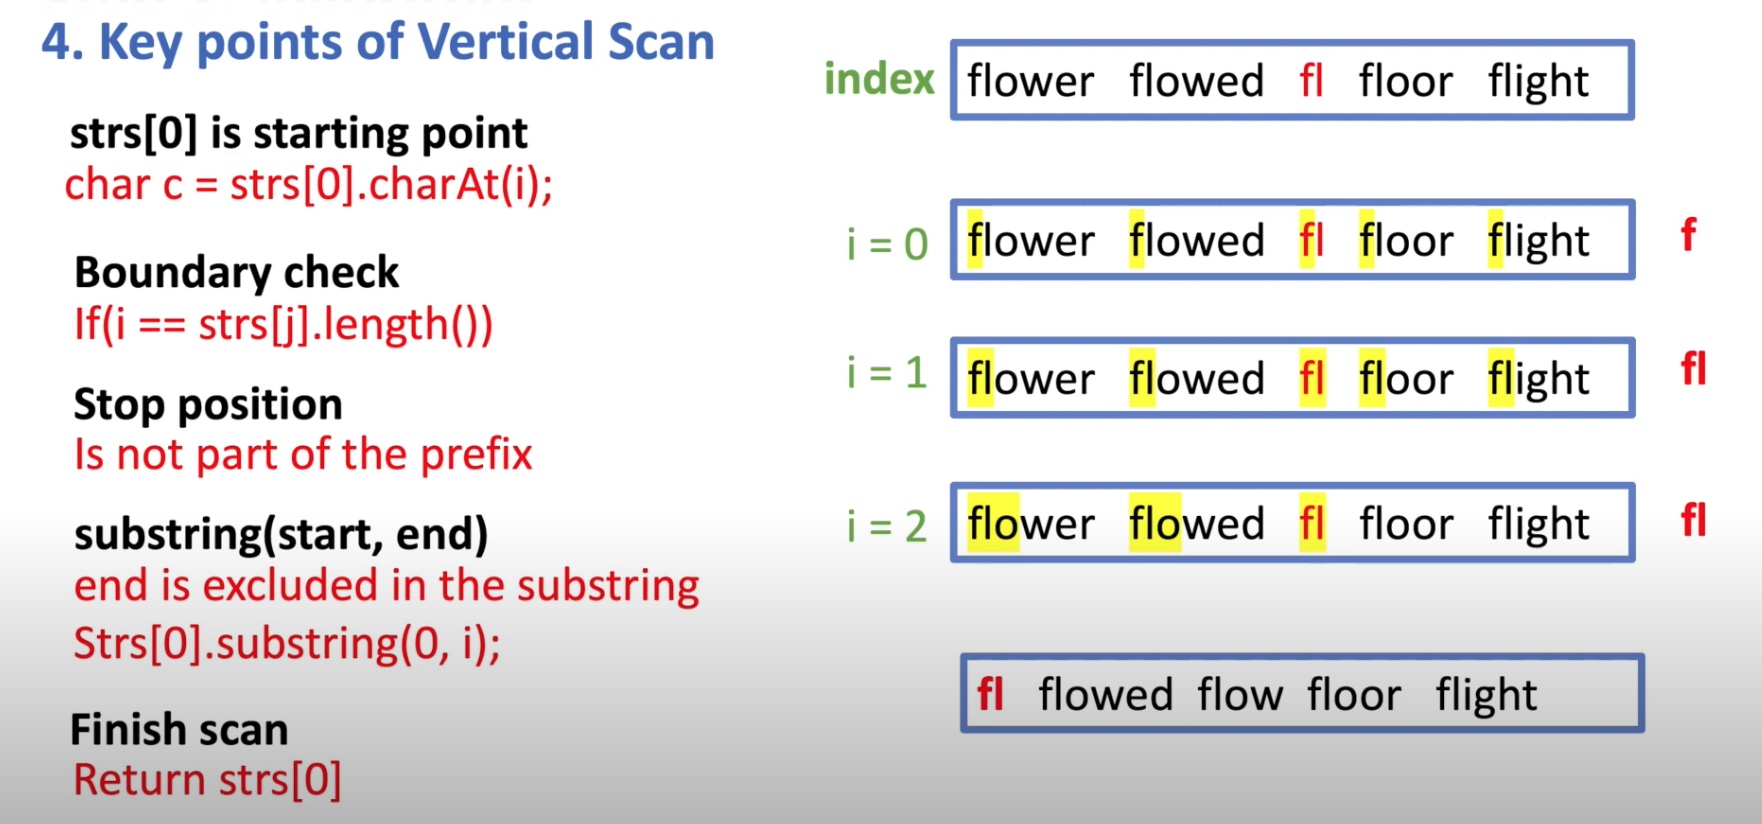 4. Key points of Vertical Scan
strs[0] is starting point
char c = strs[0].charAt(i);
Boundary check
If(i == strs[j].length())
Stop position
Is not part of the prefix
substring(start, end)
end is excluded in the substring
Strs[0].substring(0, i);
Finish scan
Return strs[0]
index flower flowed fl floor flight
i = 0 flower flowed fl floor flight f
i = 1 flower flowed fl floor flight fl
i = 2 flower flowed fl floor flight fl
fl flowed flow floor flight